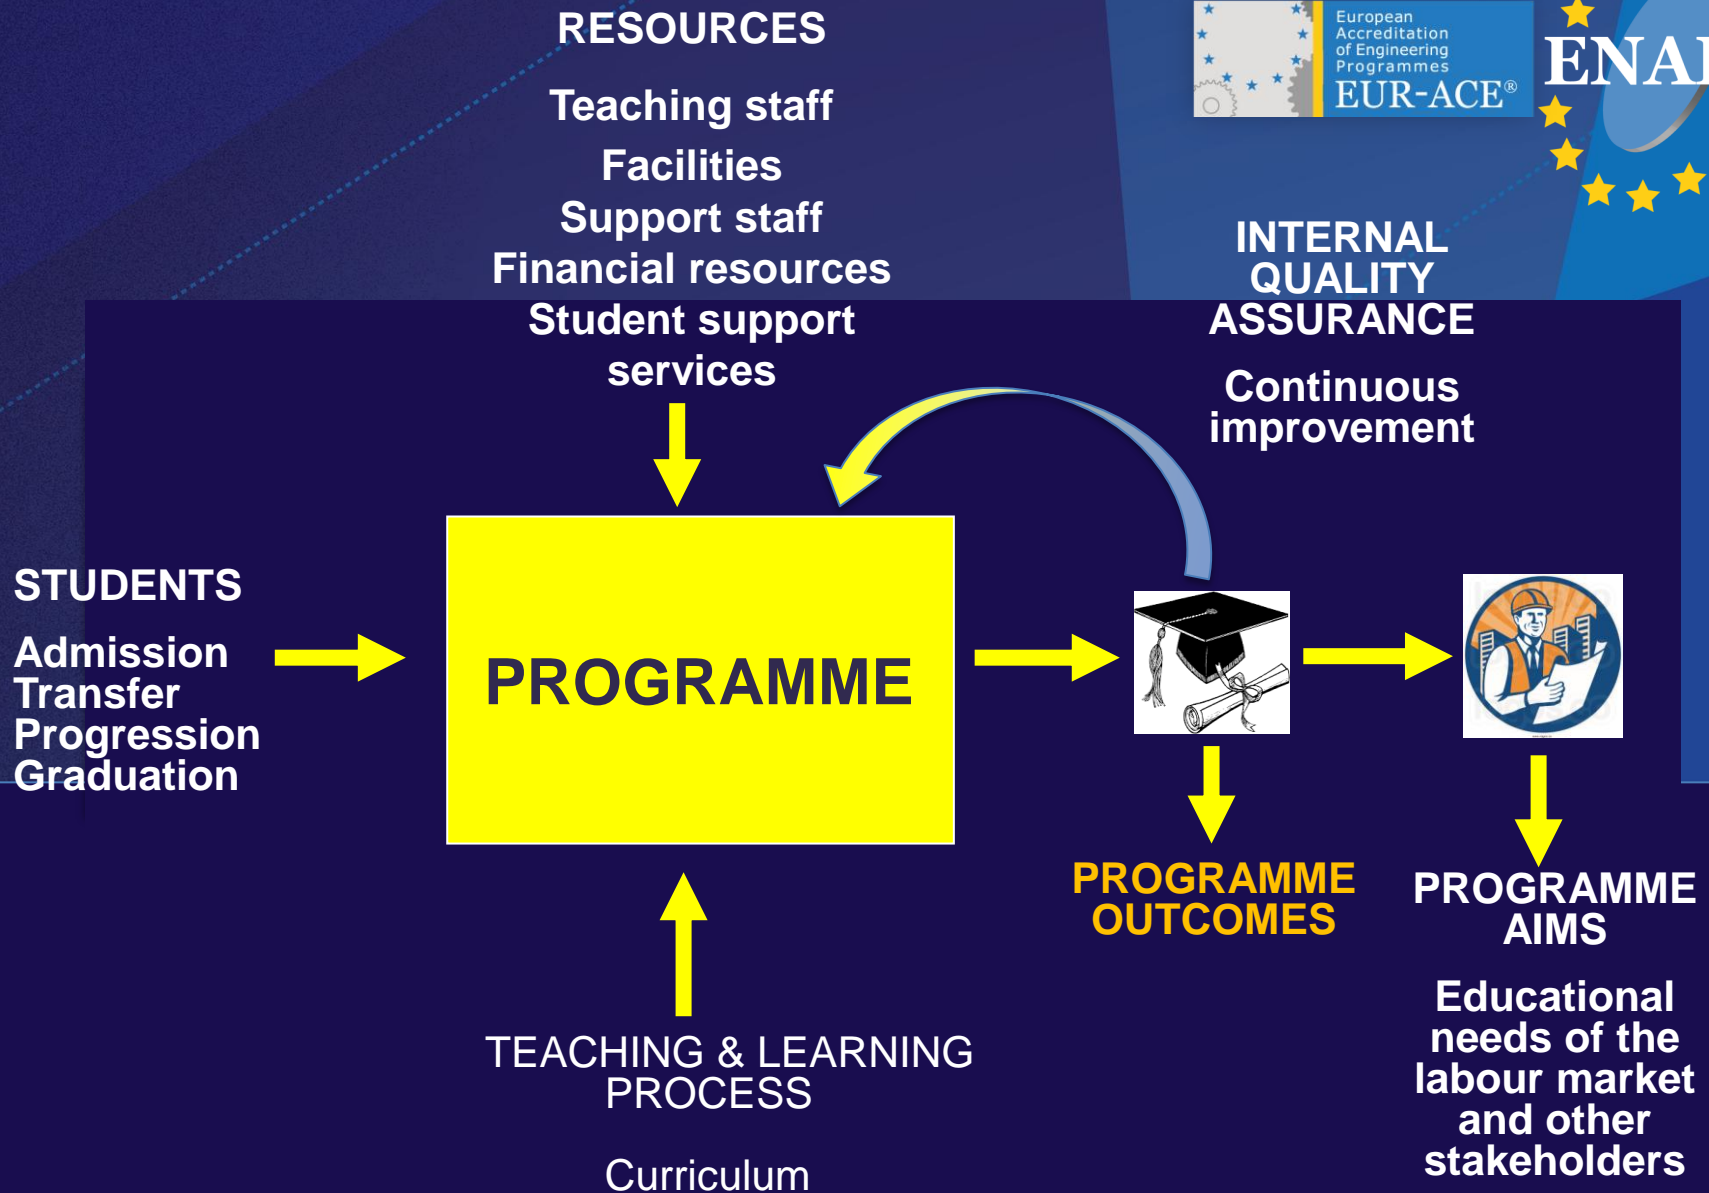 RESOURCES
Teaching staff
Facilities
Support staff
Financial resources
Student support
services
European
Accreditation
of Engineering
Programmes
EUR-ACE®
INTERNAL
QUALITY
ASSURANCE
Continuous
improvement
STUDENTS
Admission
Transfer
Progression
Graduation
PROGRAMME
PROGRAMME
OUTCOMES
PROGRAMME
AIMS
Educational
needs of the
labour market
and other
stakeholders
TEACHING & LEARNING
PROCESS
Curriculum